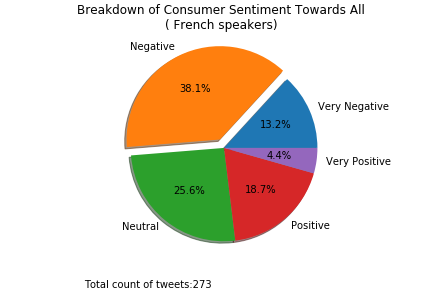 Breakdown of Consumer Sentiment Towards All
( French speakers)
Negative
38.1%
Very Negative
13.2%
4.4%
Very Positive
25.6%
18.7%
Neutral
Positive
Total count of tweets:273